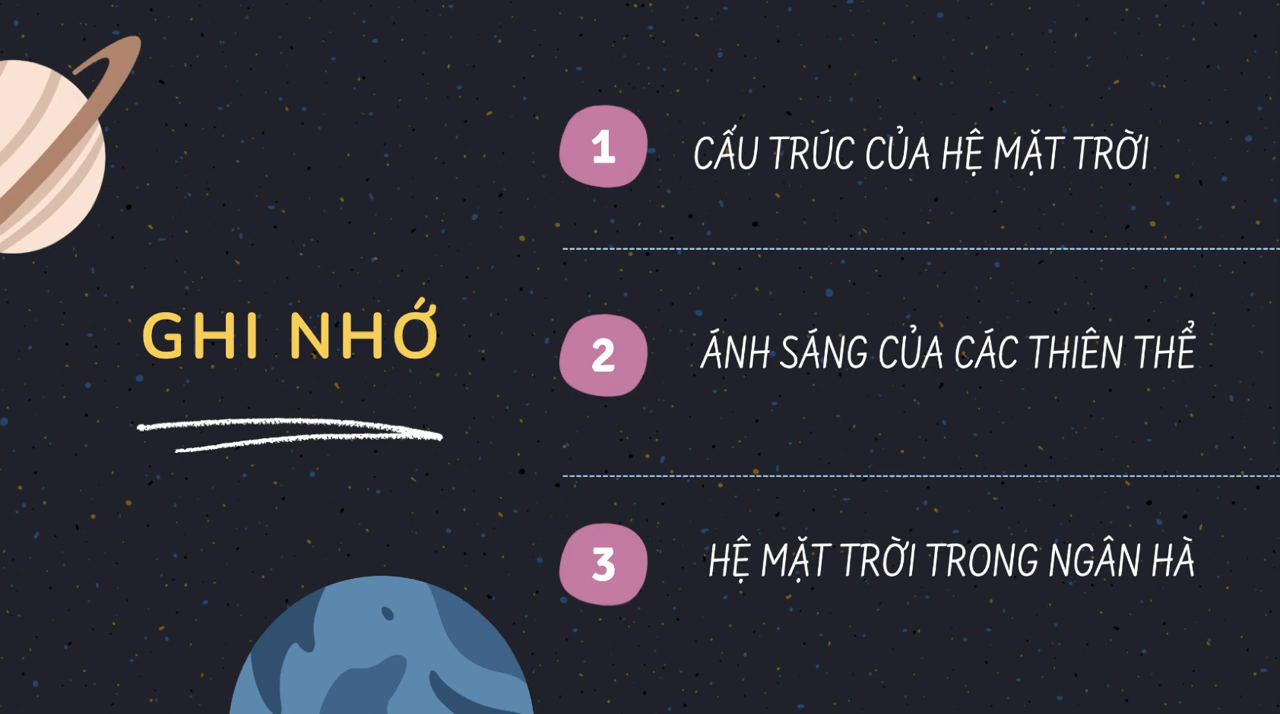 GHI NHỚ
1
CẤU TRÚC CỦA HỆ MẶT TRỜI
2
ÁNH SÁNG CỦA CÁC THIÊN THỂ
3
HỆ MẶT TRỜI TRONG NGÂN HÀ